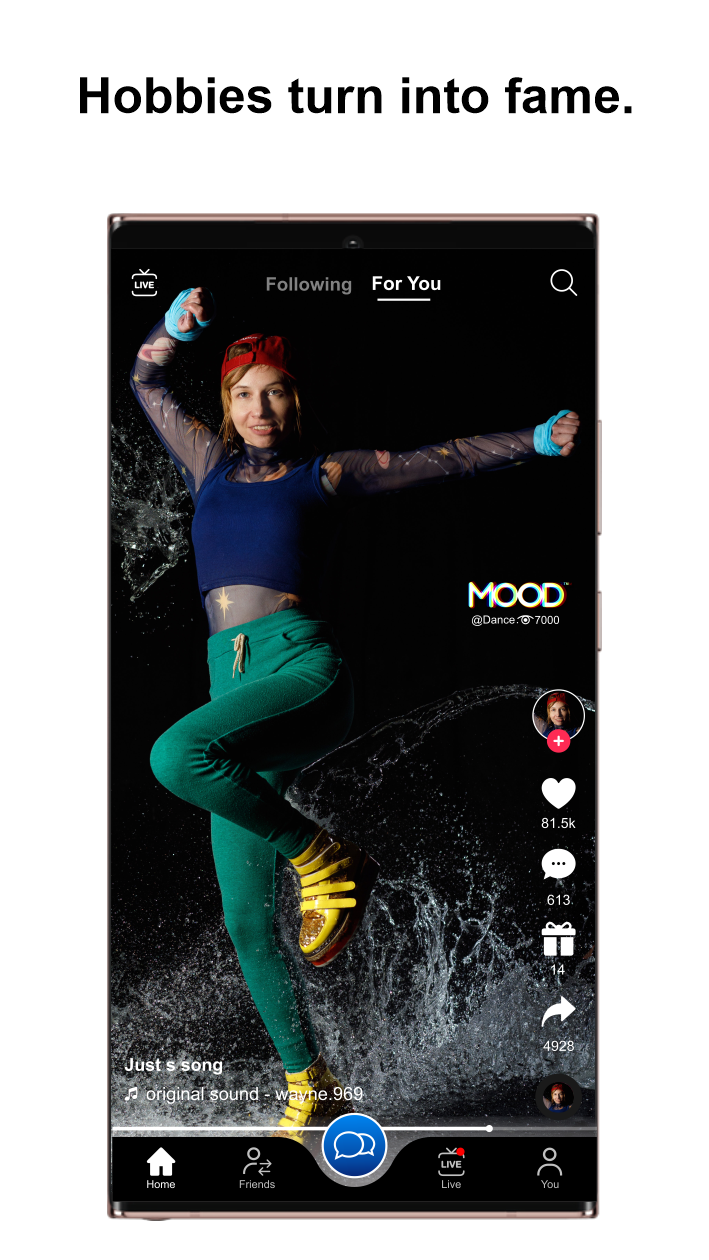 Hobbies turn into fame.
LIVE
Following For You
MOOD™
@Dance 7000
81.5k
613
14
4928
Just s song
original sound - wayne.969
Home Friends LIVE Live You